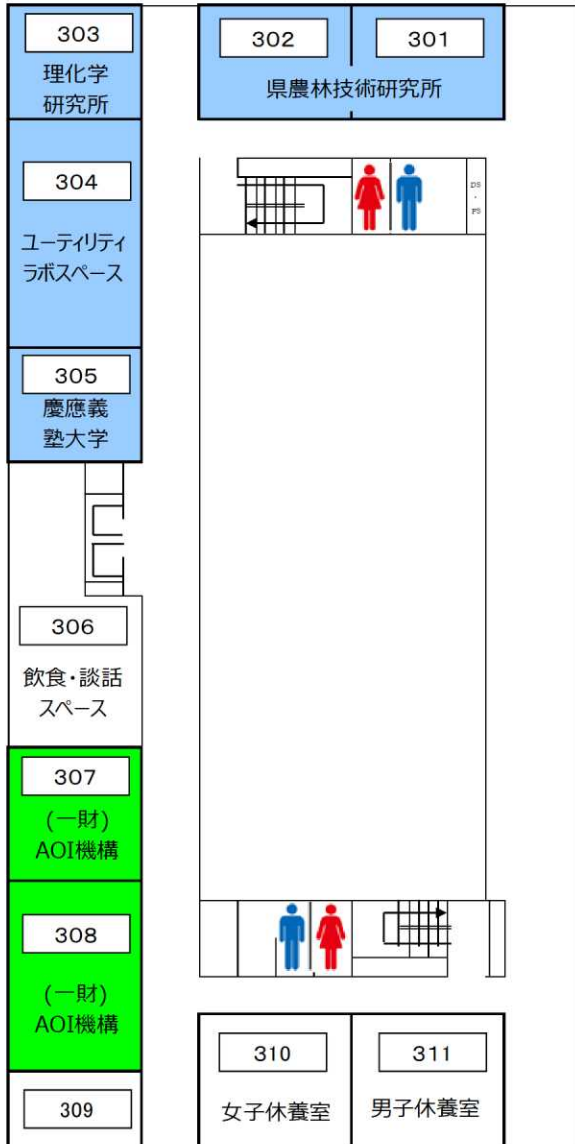 303
理化学
研究所
302
301
県農林技術研究所
304
ユーティリティ
ラボスペース
DS
・
PS
305
慶應義
塾大学
306
飲食・談話
スペース
307
(一財)
AOI機構
308
(一財)
AOI機構
309
310
女子休養室
311
男子休養室